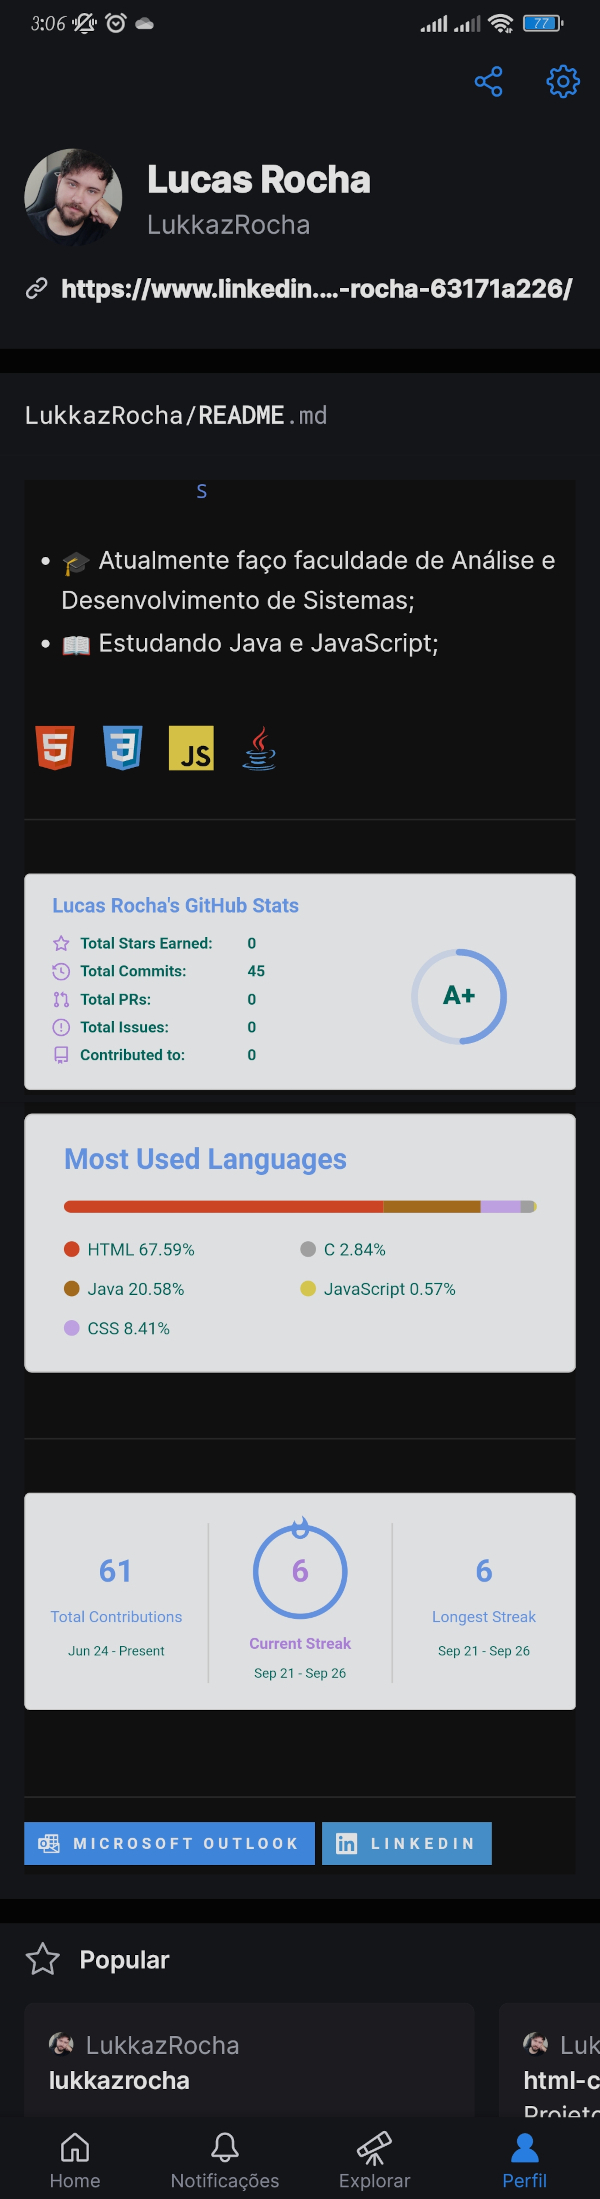 3:06
77
Lucas Rocha
LukkazRocha
https://www.linkedin....-rocha-63171a226/
LukkazRocha/README.md
S
• 🎓 Atualmente faço faculdade de Análise e
Desenvolvimento de Sistemas;
• 📖 Estudando Java e JavaScript;
5 3 JS
Lucas Rocha's GitHub Stats
Total Stars Earned: 0
Total Commits: 45
Total PRs: 0
Total Issues: 0
Contributed to: 0
A+
Most Used Languages
HTML 67.59%
Java 20.58%
CSS 8.41%
C 2.84%
JavaScript 0.57%
61
Total Contributions
Jun 24 - Present
6
Current Streak
Sep 21 - Sep 26
6
Longest Streak
Sep 21 - Sep 26
MICROSOFT OUTLOOK
in LINKEDIN
Popular
LukkazRocha
lukkazrocha
Luk
html-c
Projeto
Home
Notificações
Explorar
Perfil